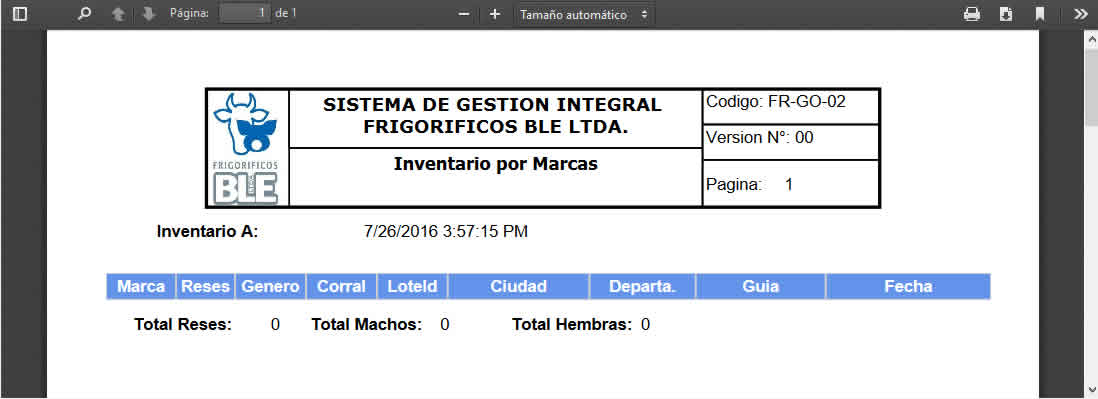 Página: 1 de 1 Tamaño automático
SISTEMA DE GESTION INTEGRAL
FRIGORIFICOS BLE LTDA.
Inventario por Marcas
Codigo: FR-GO-02
Version N°: 00
Pagina: 1
FRIGORIFICOS
BLE
Inventario A: 7/26/2016 3:57:15 PM
Marca Reses Genero Corral LoteId Ciudad Departa. Guia Fecha
Total Reses: 0 Total Machos: 0 Total Hembras: 0